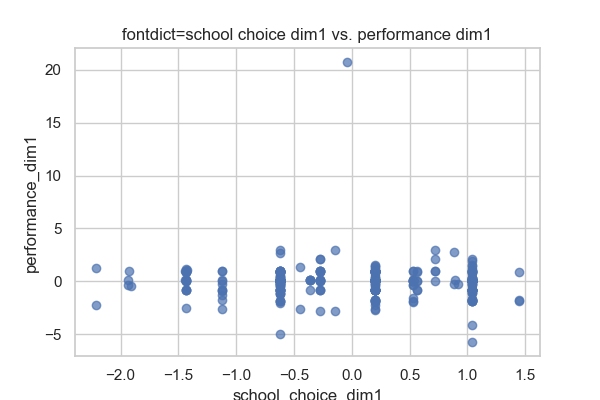 fontdict=school choice dim1 vs. performance dim1
20
15
10
5
0
−5
performance_dim1
−2.0 −1.5 −1.0 −0.5 0.0 0.5 1.0 1.5
school_choice_dim1